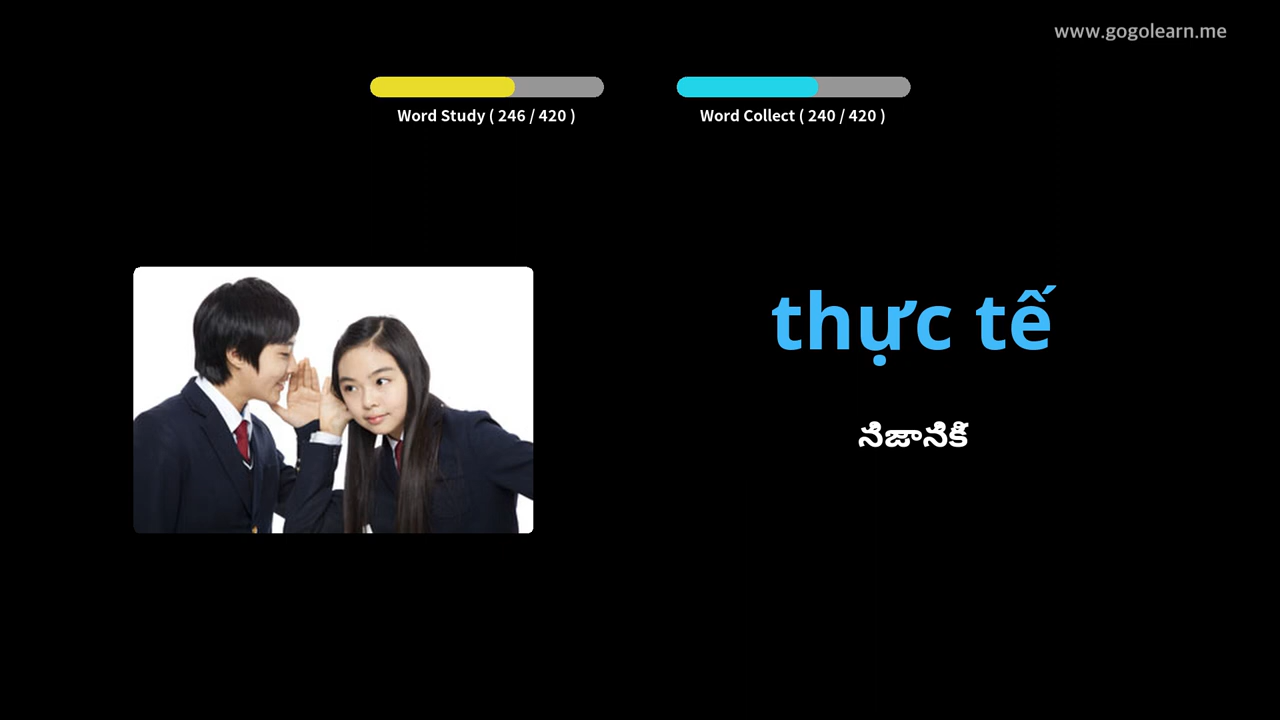 www.gogolearn.me
Word Study ( 246 / 420 )
Word Collect ( 240 / 420 )
thực tế
నిజానికి